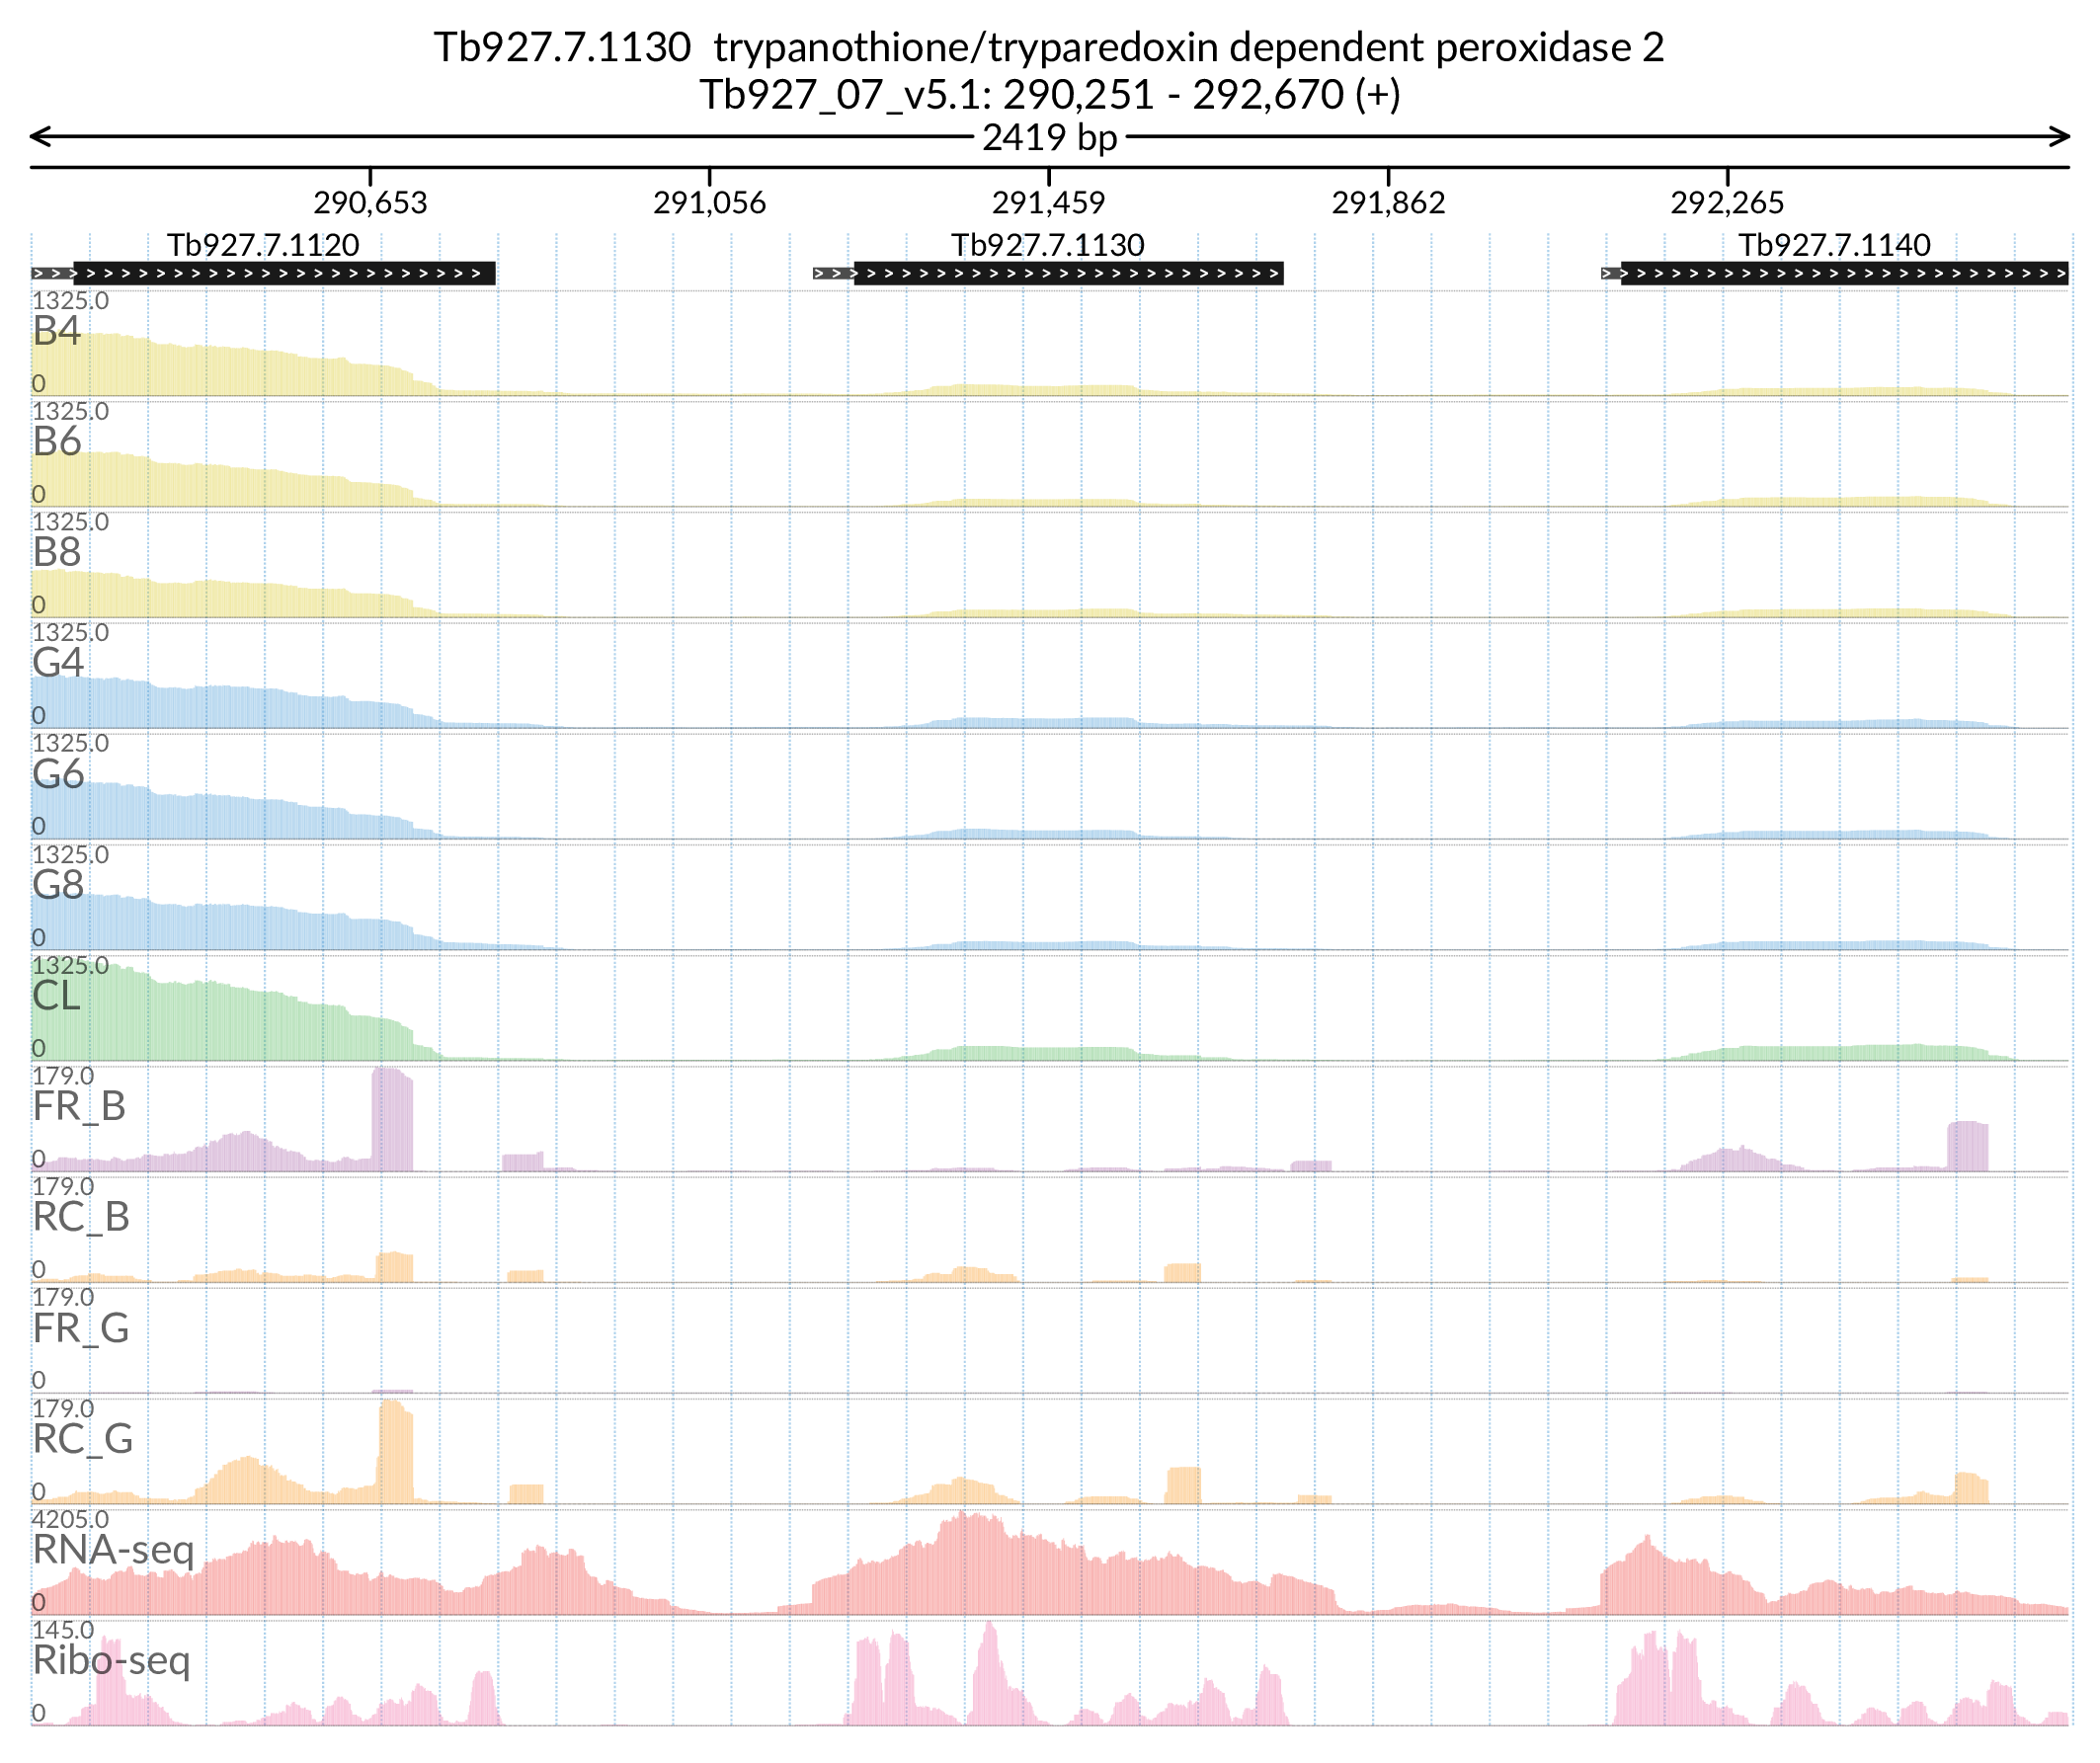 Tb927.7.1130  trypanothione/tryparedoxin dependent peroxidase 2
Tb927_07_v5.1: 290,251 - 292,670 (+)
2419 bp
290,653 291,056 291,459 291,862 292,265
Tb927.7.1120 Tb927.7.1130 Tb927.7.1140
1325.0
B4
0
1325.0
B6
0
1325.0
B8
0
1325.0
G4
0
1325.0
G6
0
1325.0
G8
0
1325.0
CL
0
179.0
FR_B
0
179.0
RC_B
0
179.0
FR_G
0
179.0
RC_G
0
4205.0
RNA-seq
0
145.0
Ribo-seq
0